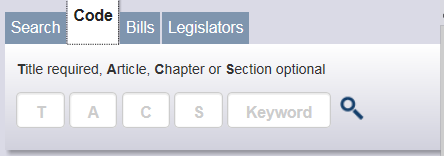 Search Code Bills Legislators
Title required, Article, Chapter or Section optional
T A C S Keyword